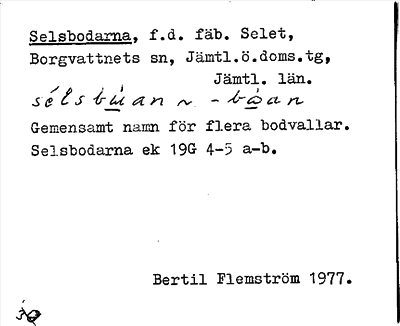 Selsbodarna, f.d. fäb. Selet,
Borgvattnets sn, Jämtl.ö.doms.tg,
Jämtl. län.
Gemensamt namn för flera bodvallar.
Selsbodarna ek 19G 4-5 a-b.
Bertil Flemström 1977.